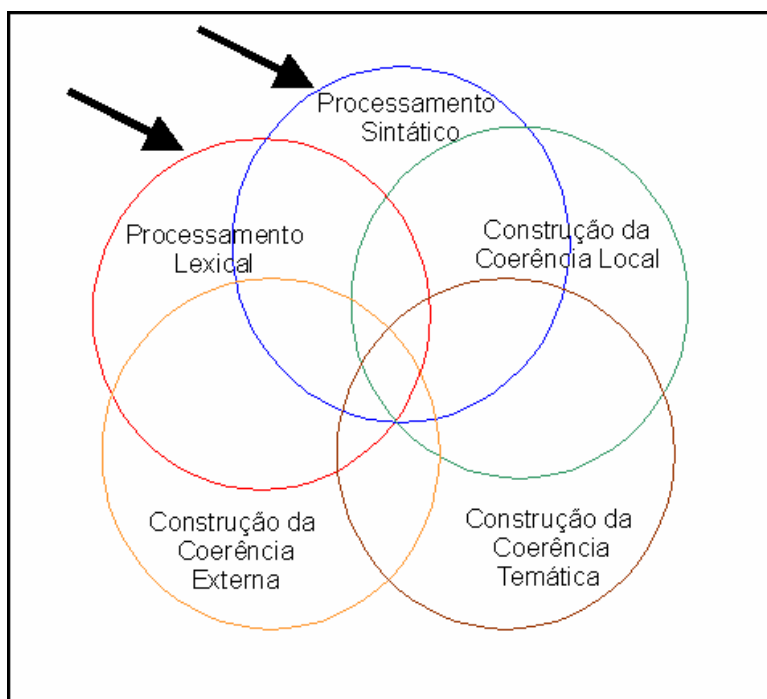 Processamento
Sintático
Processamento
Lexical
Construção da
Coerência Local
Construção da
Coerência
Externa
Construção da
Coerência
Temática